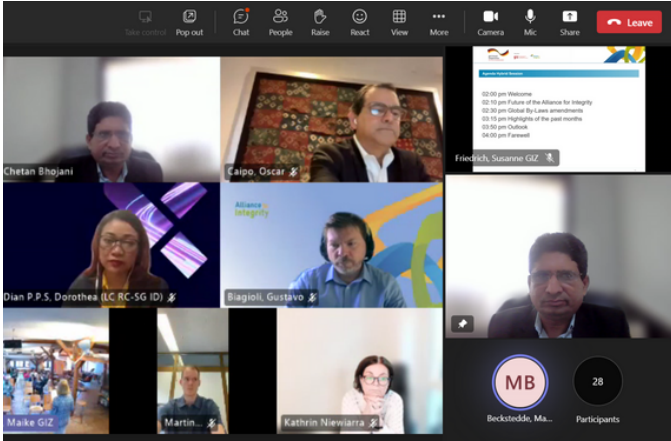 Take control
Pop out
Chat
People
Raise
React
View
More
Camera
Mic
Share
Leave
Chetan Bhojani
Caipo, Oscar
Agenda Hybrid Session
02:00 pm Welcome
02:10 pm Future of the Alliance for Integrity
02:30 pm Global By-Laws amendments
03:15 pm Highlights of the past months
03:50 pm Outlook
04:00 pm Farewell
Friedrich, Susanne GIZ
Alliance for
Integrity
Dian P.P.S, Dorothea (LC RC-SG ID)
Biagioli, Gustavo
Maike GIZ
Martin...
Kathrin Niewiarra
MB
Beckstedde, Ma...
28
Participants